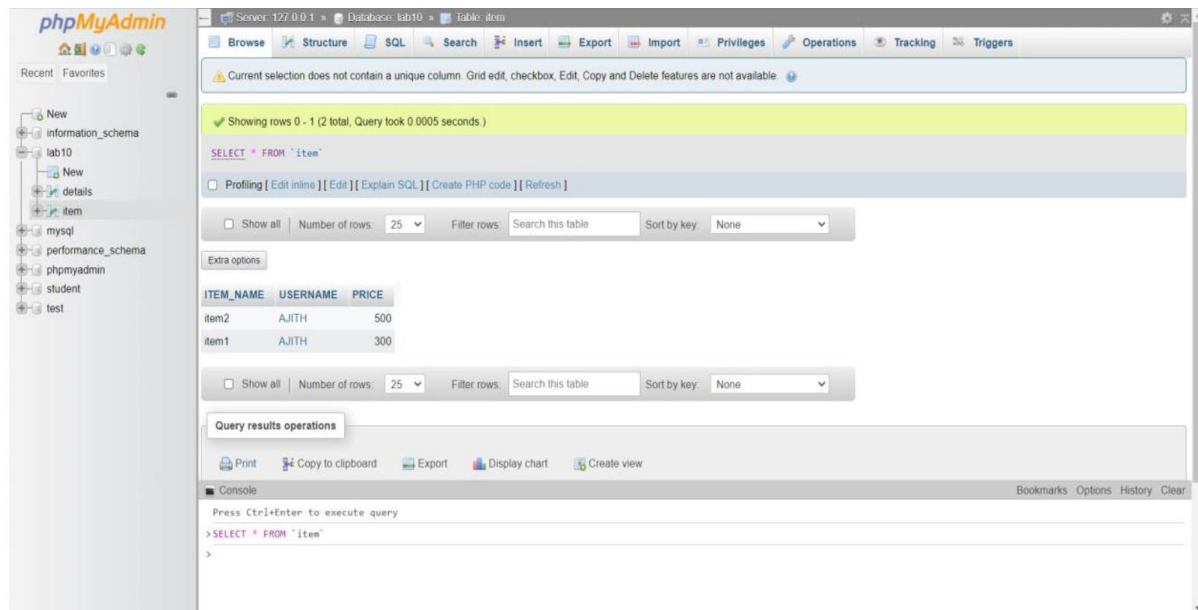 phpMyAdmin
Recent Favorites
New
information_schema
lab10
New
details
item
mysql
performance_schema
phpmyadmin
student
test
Server: 127.0.0.1 » Database: lab10 » Table: item
Browse Structure SQL Search Insert Export Import Privileges Operations Tracking Triggers
Current selection does not contain a unique column. Grid edit, checkbox, Edit, Copy and Delete features are not available.
Showing rows 0 - 1 (2 total, Query took 0.0005 seconds.)
SELECT * FROM `item`
Profiling [ Edit inline ] [ Edit ] [ Explain SQL ] [ Create PHP code ] [ Refresh ]
Show all | Number of rows: 25 Filter rows: Search this table Sort by key: None
Extra options
ITEM_NAME USERNAME PRICE
item2 AJITH 500
item1 AJITH 300
Show all | Number of rows: 25 Filter rows: Search this table Sort by key: None
Query results operations
Print Copy to clipboard Export Display chart Create view
Console Bookmarks Options History Clear
Press Ctrl+Enter to execute query
>SELECT * FROM `item`
>